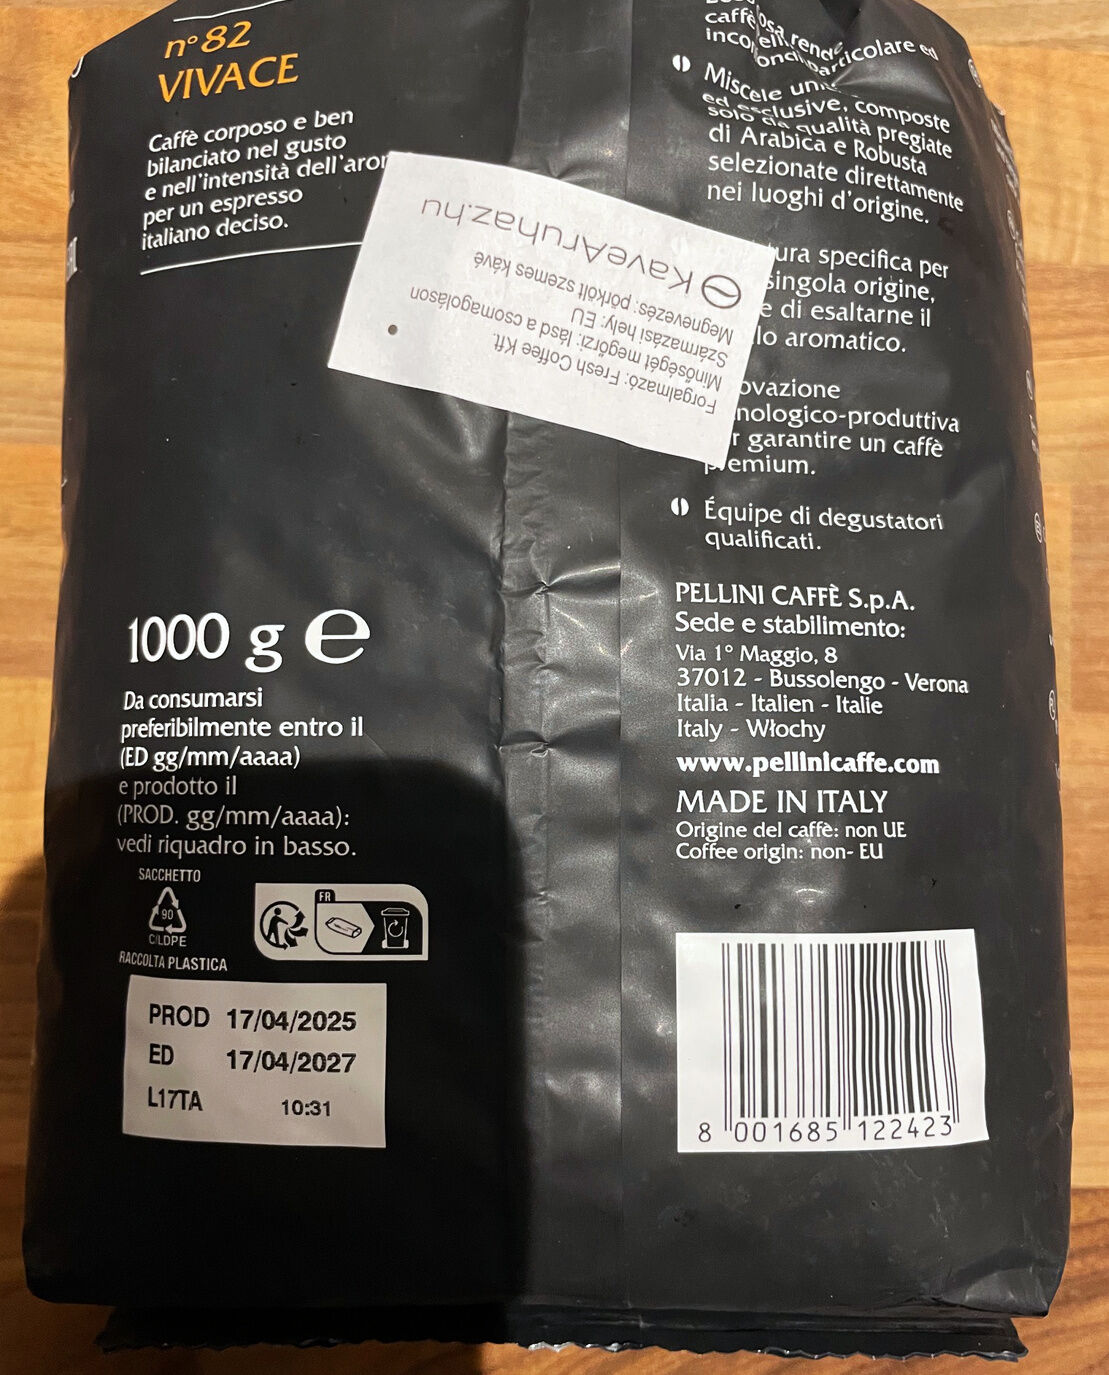 n° 82
VIVACE
Caffè corposo e ben
bilanciato nel gusto
e nell'intensità dell'aro
per un espresso
italiano deciso.
KaveAruhaz.hu
Megnevezés: pörkölt szemes kávé
Származási hely: EU
Minőségét megőrzi: lásd a csomagoláson
Forgalmazó: Fresh Coffee Kft.
1000 g e
Da consumarsi
preferibilmente entro il
(ED gg/mm/aaaa)
e prodotto il
(PROD. gg/mm/aaaa):
vedi riquadro in basso.
SACCHETTO
90
C/LDPE
RACCOLTA PLASTICA
FR
PROD 17/04/2025
ED 17/04/2027
L17TA 10:31
caffè
particolare ed
Miscele
ed esclusive, composte
solo da qualità pregiate
di Arabica e Robusta
selezionate direttamente
nei luoghi d'origine.
ura specifica per
singola origine,
e di esaltarne il
lo aromatico.
ovazione
nologico-produttiva
r garantire un caffè
premium.
Équipe di degustatori
qualificati.
PELLINI CAFFÈ S.p.A.
Sede e stabilimento:
Via 1° Maggio, 8
37012 - Bussolengo - Verona
Italia - Italien - Italie
Italy - Włochy
www.pellinicaffe.com
MADE IN ITALY
Origine del caffè: non UE
Coffee origin: non- EU
8 001685 122423